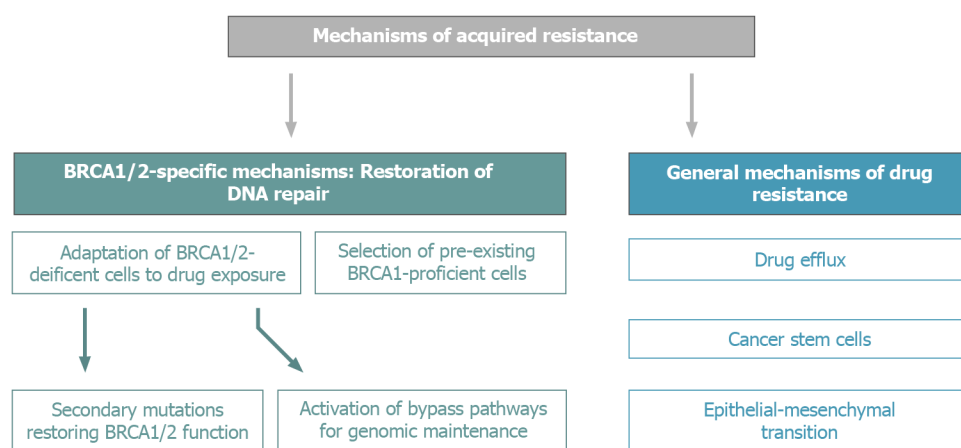 Mechanisms of acquired resistance
BRCA1/2-specific mechanisms: Restoration of
DNA repair
General mechanisms of drug
resistance
Adaptation of BRCA1/2-
deificent cells to drug exposure
Selection of pre-existing
BRCA1-proficient cells
Drug efflux
Cancer stem cells
Secondary mutations
restoring BRCA1/2 function
Activation of bypass pathways
for genomic maintenance
Epithelial-mesenchymal
transition